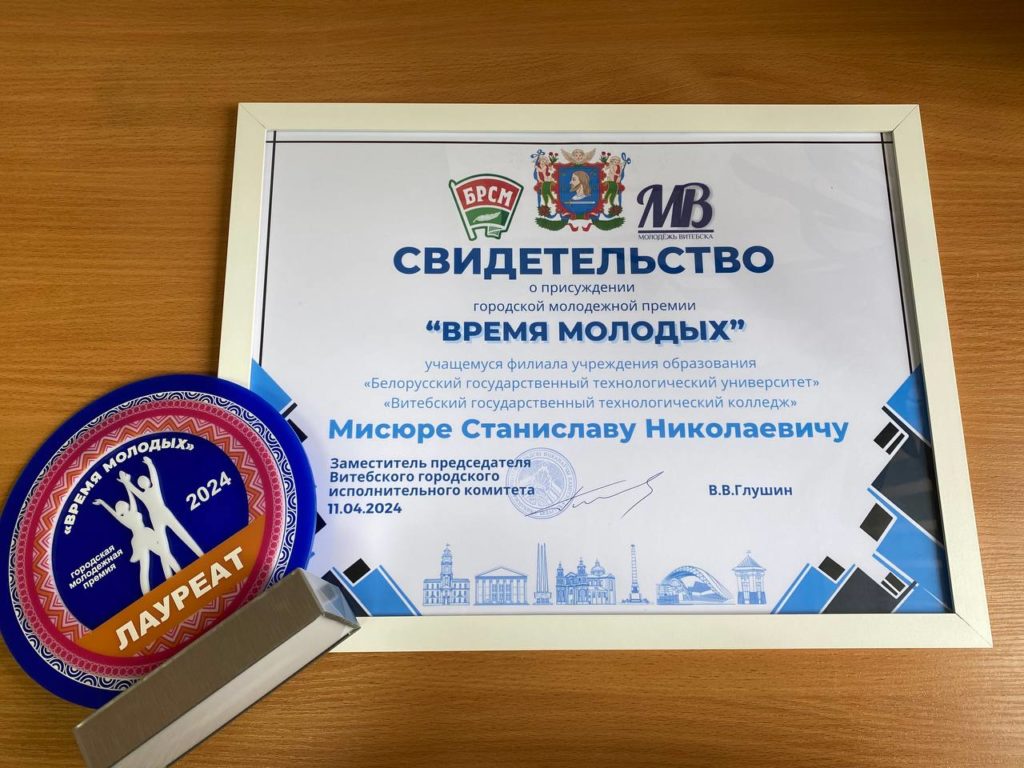 БРСМ
МВ
МОЛОДЁЖЬ ВИТЕБСКА
СВИДЕТЕЛЬСТВО
о присуждении
городской молодежной премии
“ВРЕМЯ МОЛОДЫХ”
учащемуся филиала учреждения образования
«Белорусский государственный технологический университет»
«Витебский государственный технологический колледж»
Мисюре Станиславу Николаевичу
Заместитель председателя
Витебского городского
исполнительного комитета
11.04.2024
В.В.Глушин
«ВРЕМЯ МОЛОДЫХ»
2024
городская
молодежная
премия
ЛАУРЕАТ